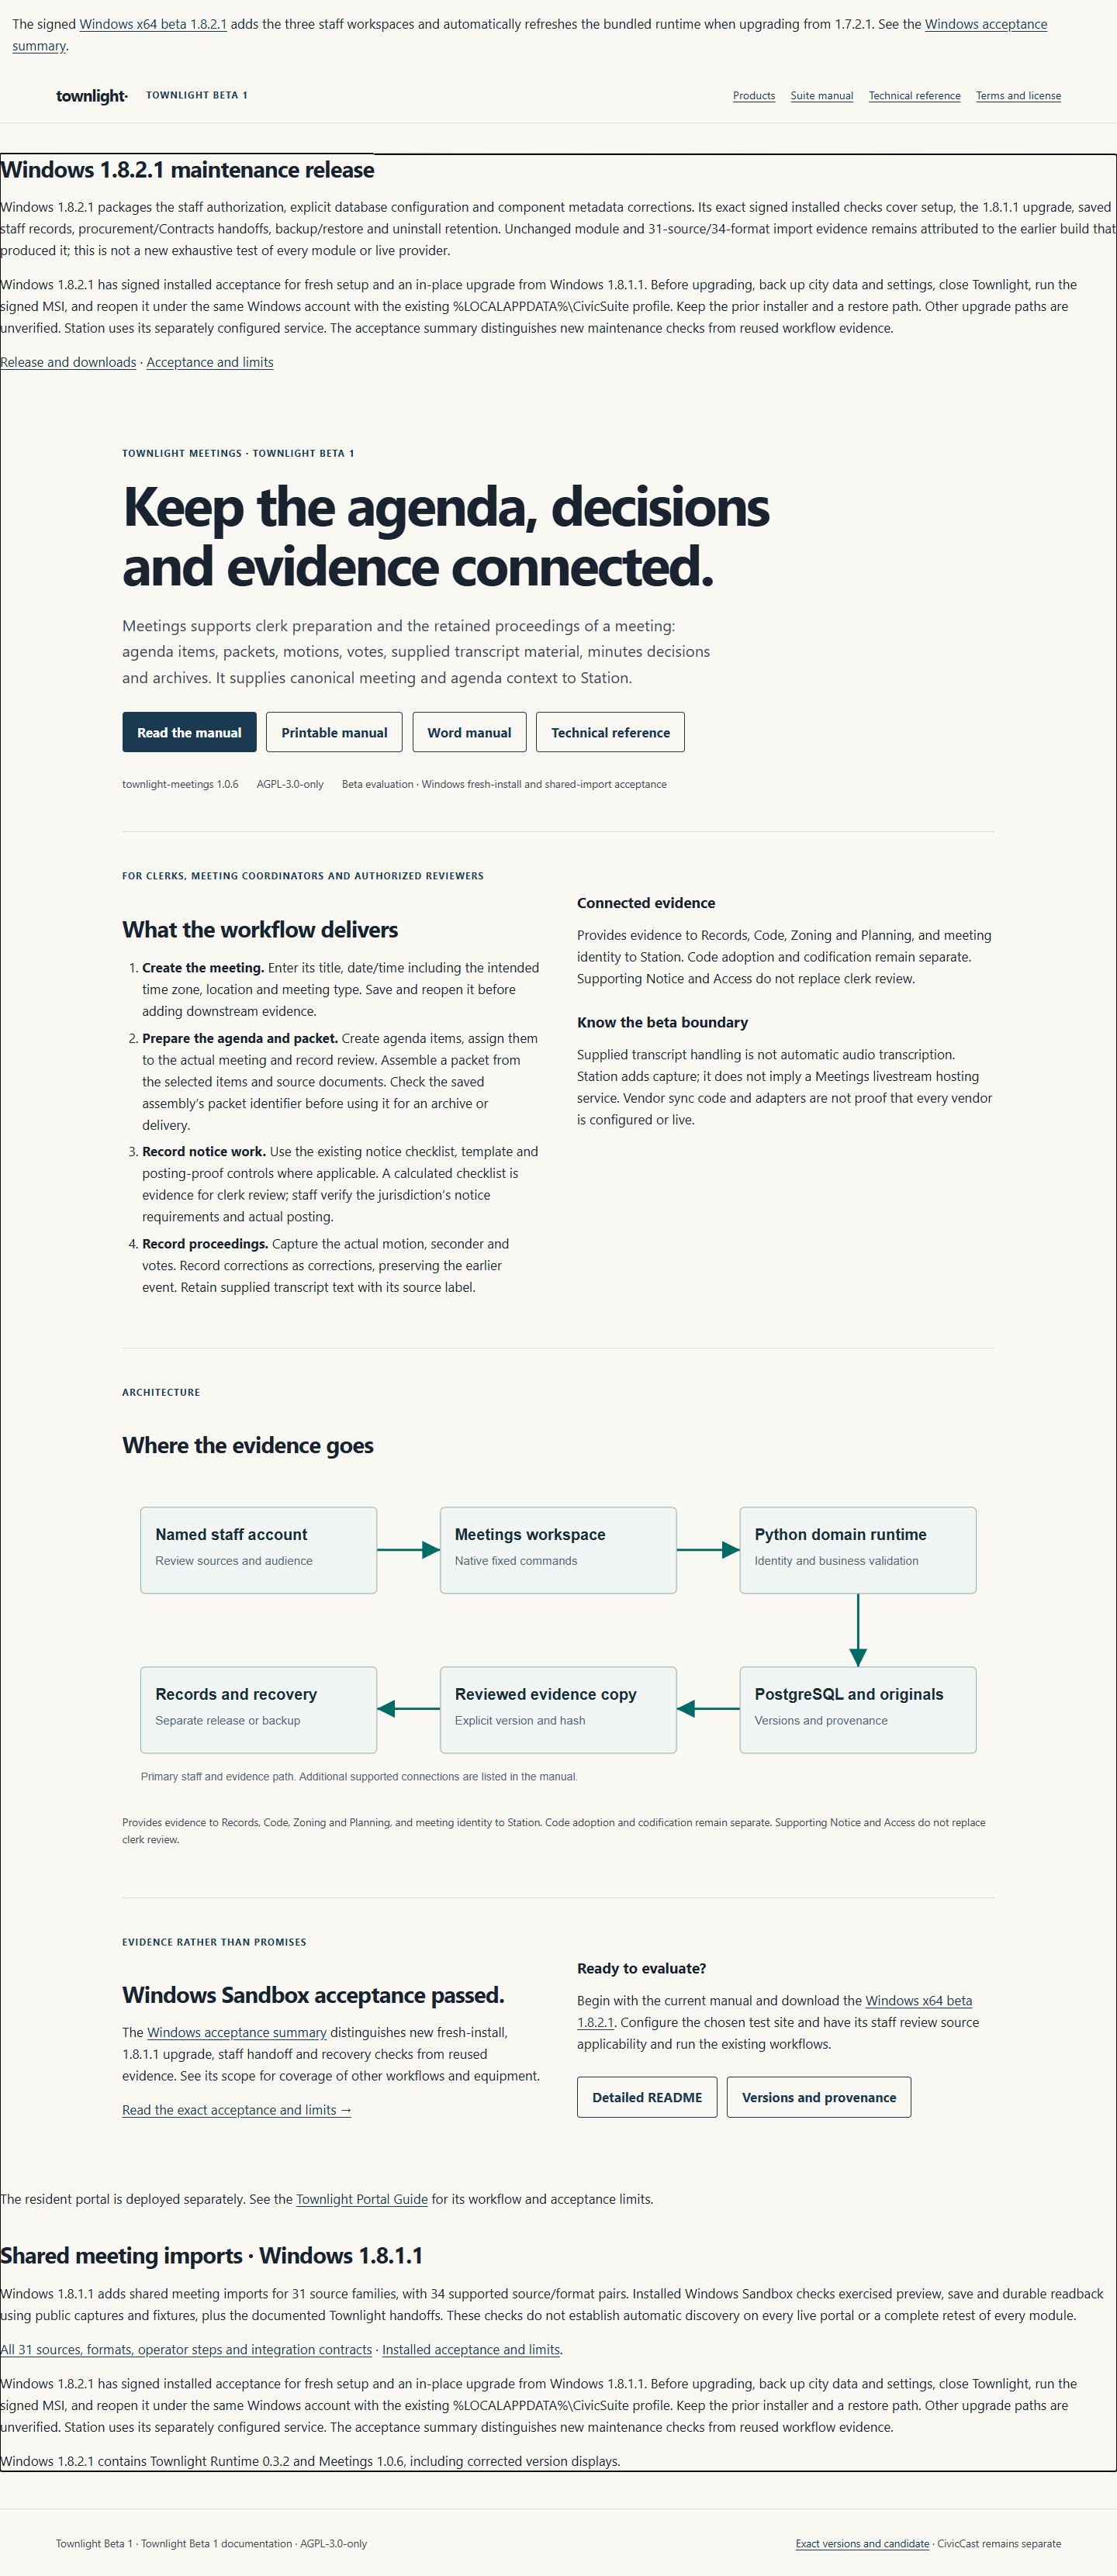 The signed Windows x64 beta 1.8.2.1 adds the three staff workspaces and automatically refreshes the bundled runtime when upgrading from 1.7.2.1. See the Windows acceptance
summary.
townlight· TOWNLIGHT BETA 1
Products Suite manual Technical reference Terms and license
Windows 1.8.2.1 maintenance release
Windows 1.8.2.1 packages the staff authorization, explicit database configuration and component metadata corrections. Its exact signed installed checks cover setup, the 1.8.1.1 upgrade, saved
staff records, procurement/Contracts handoffs, backup/restore and uninstall retention. Unchanged module and 31-source/34-format import evidence remains attributed to the earlier build that
produced it; this is not a new exhaustive test of every module or live provider.
Windows 1.8.2.1 has signed installed acceptance for fresh setup and an in-place upgrade from Windows 1.8.1.1. Before upgrading, back up city data and settings, close Townlight, run the
signed MSI, and reopen it under the same Windows account with the existing %LOCALAPPDATA%\CivicSuite profile. Keep the prior installer and a restore path. Other upgrade paths are
unverified. Station uses its separately configured service. The acceptance summary distinguishes new maintenance checks from reused workflow evidence.
Release and downloads · Acceptance and limits
TOWNLIGHT MEETINGS · TOWNLIGHT BETA 1
Keep the agenda, decisions
and evidence connected.
Meetings supports clerk preparation and the retained proceedings of a meeting:
agenda items, packets, motions, votes, supplied transcript material, minutes decisions
and archives. It supplies canonical meeting and agenda context to Station.
Read the manual Printable manual Word manual Technical reference
townlight-meetings 1.0.6 AGPL-3.0-only Beta evaluation · Windows fresh-install and shared-import acceptance
FOR CLERKS, MEETING COORDINATORS AND AUTHORIZED REVIEWERS
What the workflow delivers
1. Create the meeting. Enter its title, date/time including the intended
time zone, location and meeting type. Save and reopen it before
adding downstream evidence.
2. Prepare the agenda and packet. Create agenda items, assign them
to the actual meeting and record review. Assemble a packet from
the selected items and source documents. Check the saved
assembly's packet identifier before using it for an archive or
delivery.
3. Record notice work. Use the existing notice checklist, template and
posting-proof controls where applicable. A calculated checklist is
evidence for clerk review; staff verify the jurisdiction's notice
requirements and actual posting.
4. Record proceedings. Capture the actual motion, seconder and
votes. Record corrections as corrections, preserving the earlier
event. Retain supplied transcript text with its source label.
Connected evidence
Provides evidence to Records, Code, Zoning and Planning, and meeting
identity to Station. Code adoption and codification remain separate.
Supporting Notice and Access do not replace clerk review.
Know the beta boundary
Supplied transcript handling is not automatic audio transcription.
Station adds capture; it does not imply a Meetings livestream hosting
service. Vendor sync code and adapters are not proof that every vendor
is configured or live.
ARCHITECTURE
Where the evidence goes
Named staff account
Review sources and audience
Meetings workspace
Native fixed commands
Python domain runtime
Identity and business validation
Records and recovery
Separate release or backup
Reviewed evidence copy
Explicit version and hash
PostgreSQL and originals
Versions and provenance
Primary staff and evidence path. Additional supported connections are listed in the manual.
Provides evidence to Records, Code, Zoning and Planning, and meeting identity to Station. Code adoption and codification remain separate. Supporting Notice and Access do not replace
clerk review.
EVIDENCE RATHER THAN PROMISES
Windows Sandbox acceptance passed.
The Windows acceptance summary distinguishes new fresh-install,
1.8.1.1 upgrade, staff handoff and recovery checks from reused
evidence. See its scope for coverage of other workflows and equipment.
Read the exact acceptance and limits →
Ready to evaluate?
Begin with the current manual and download the Windows x64 beta
1.8.2.1. Configure the chosen test site and have its staff review source
applicability and run the existing workflows.
Detailed README Versions and provenance
The resident portal is deployed separately. See the Townlight Portal Guide for its workflow and acceptance limits.
Shared meeting imports · Windows 1.8.1.1
Windows 1.8.1.1 adds shared meeting imports for 31 source families, with 34 supported source/format pairs. Installed Windows Sandbox checks exercised preview, save and durable readback
using public captures and fixtures, plus the documented Townlight handoffs. These checks do not establish automatic discovery on every live portal or a complete retest of every module.
All 31 sources, formats, operator steps and integration contracts · Installed acceptance and limits.
Windows 1.8.2.1 has signed installed acceptance for fresh setup and an in-place upgrade from Windows 1.8.1.1. Before upgrading, back up city data and settings, close Townlight, run the
signed MSI, and reopen it under the same Windows account with the existing %LOCALAPPDATA%\CivicSuite profile. Keep the prior installer and a restore path. Other upgrade paths are
unverified. Station uses its separately configured service. The acceptance summary distinguishes new maintenance checks from reused workflow evidence.
Windows 1.8.2.1 contains Townlight Runtime 0.3.2 and Meetings 1.0.6, including corrected version displays.
Townlight Beta 1 · Townlight Beta 1 documentation · AGPL-3.0-only
Exact versions and candidate · CivicCast remains separate